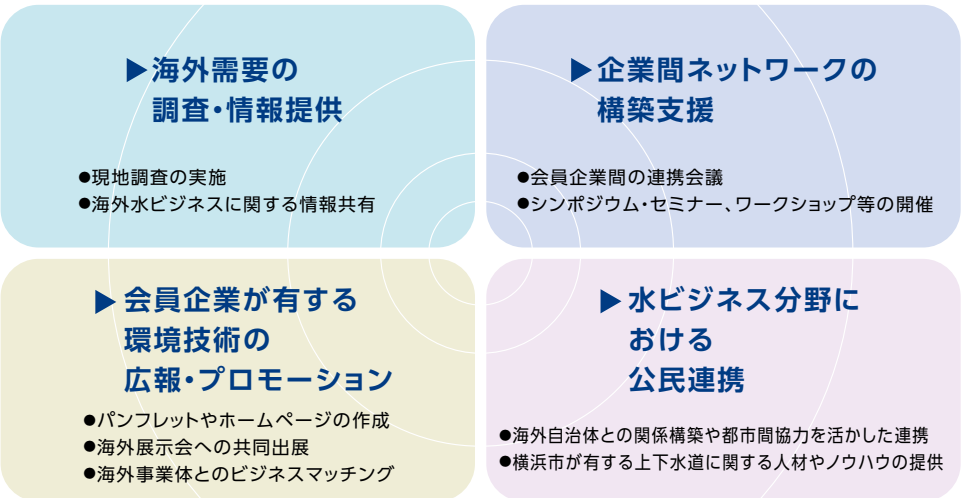 ▶海外需要の
調査・情報提供
●現地調査の実施
●海外水ビジネスに関する情報共有
▶企業間ネットワークの
構築支援
●会員企業間の連携会議
●シンポジウム・セミナー、ワークショップ等の開催
▶会員企業が有する
環境技術の
広報・プロモーション
●パンフレットやホームページの作成
●海外展示会への共同出展
●海外事業体とのビジネスマッチング
▶水ビジネス分野に
おける
公民連携
●海外自治体との関係構築や都市間協力を活かした連携
●横浜市が有する上下水道に関する人材やノウハウの提供